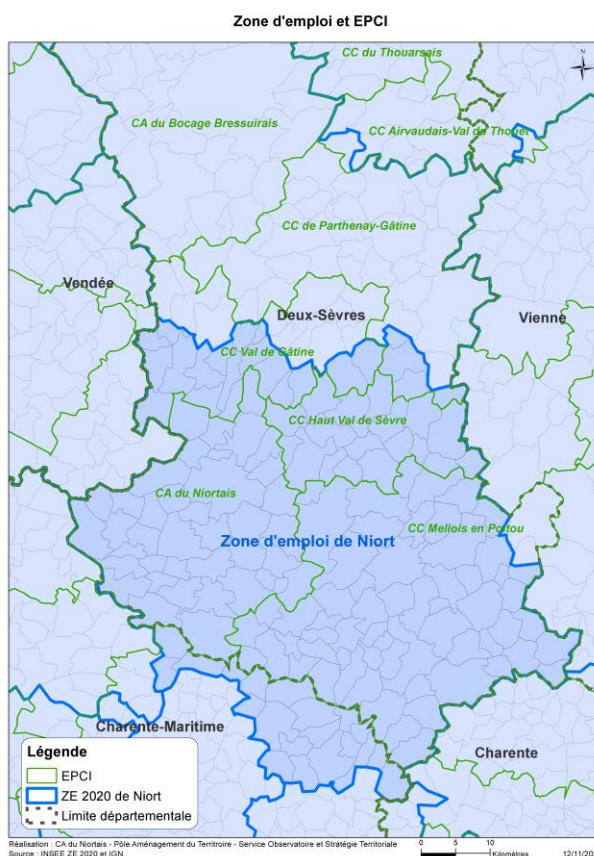 Zone d'emploi et EPCI
N
CC du Thouarsais
CA du Bocage Bressuirais
CC Airvaudais-Val du Thouet
CC de Parthenay-Gâtine
Vendée
Deux-Sèvres
Vienne
CC Val de Gâtine
CC Haut Val de Sèvre
CA du Niortais
CC Mellois en Poitou
Zone d'emploi de Niort
Charente-Maritime
Charente
Légende
EPCI
ZE 2020 de Niort
Limite départementale
Réalisation : CA du Niortais - Pôle Aménagement du Territroire - Service Observatoire et Stratégie Territoriale
Source : INSEE ZE 2020 et IGN
0 5 10
Kilomètres
12/11/20